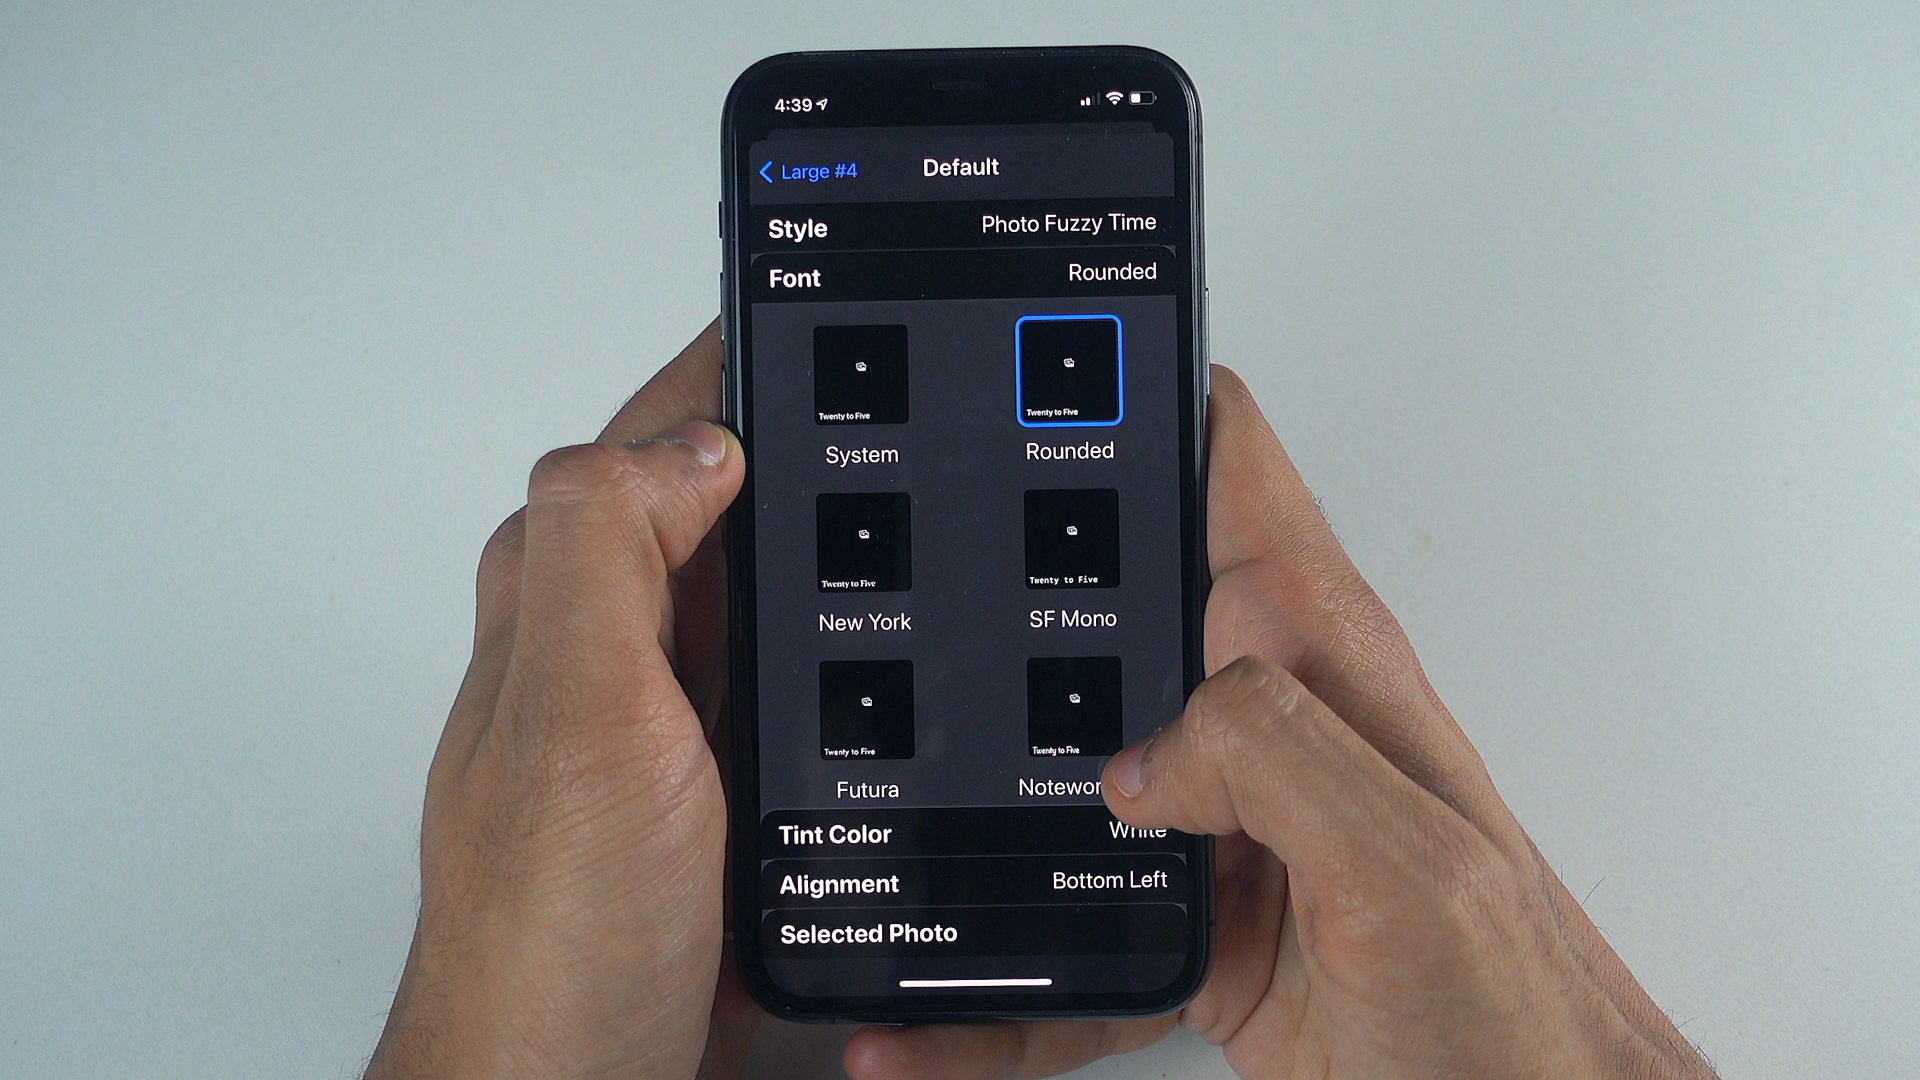 4:39
Large #4
Default
Style
Photo Fuzzy Time
Font
Rounded
Twenty to Five
Twenty to Five
System
Rounded
Twenty to Five
Twenty to Five
New York
SF Mono
Twenty to Five
Twenty to Five
Futura
Notewor
Tint Color
White
Alignment
Bottom Left
Selected Photo